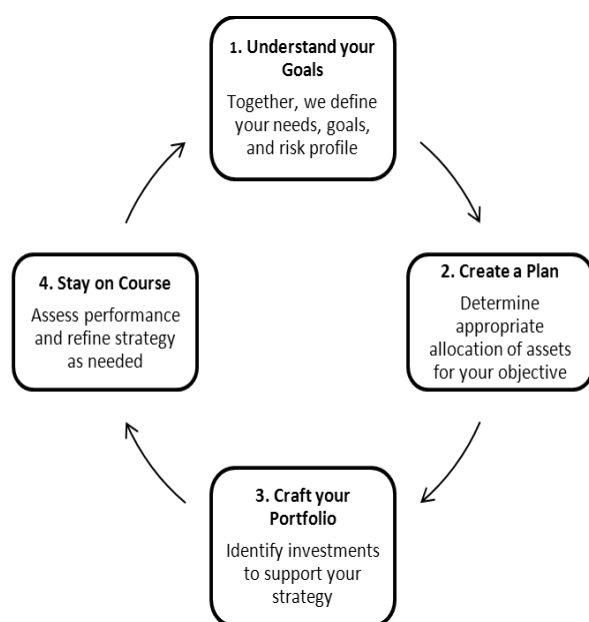 1. Understand your
Goals
Together, we define
your needs, goals,
and risk profile
2. Create a Plan
Determine
appropriate
allocation of assets
for your objective
3. Craft your
Portfolio
Identify investments
to support your
strategy
4. Stay on Course
Assess performance
and refine strategy
as needed